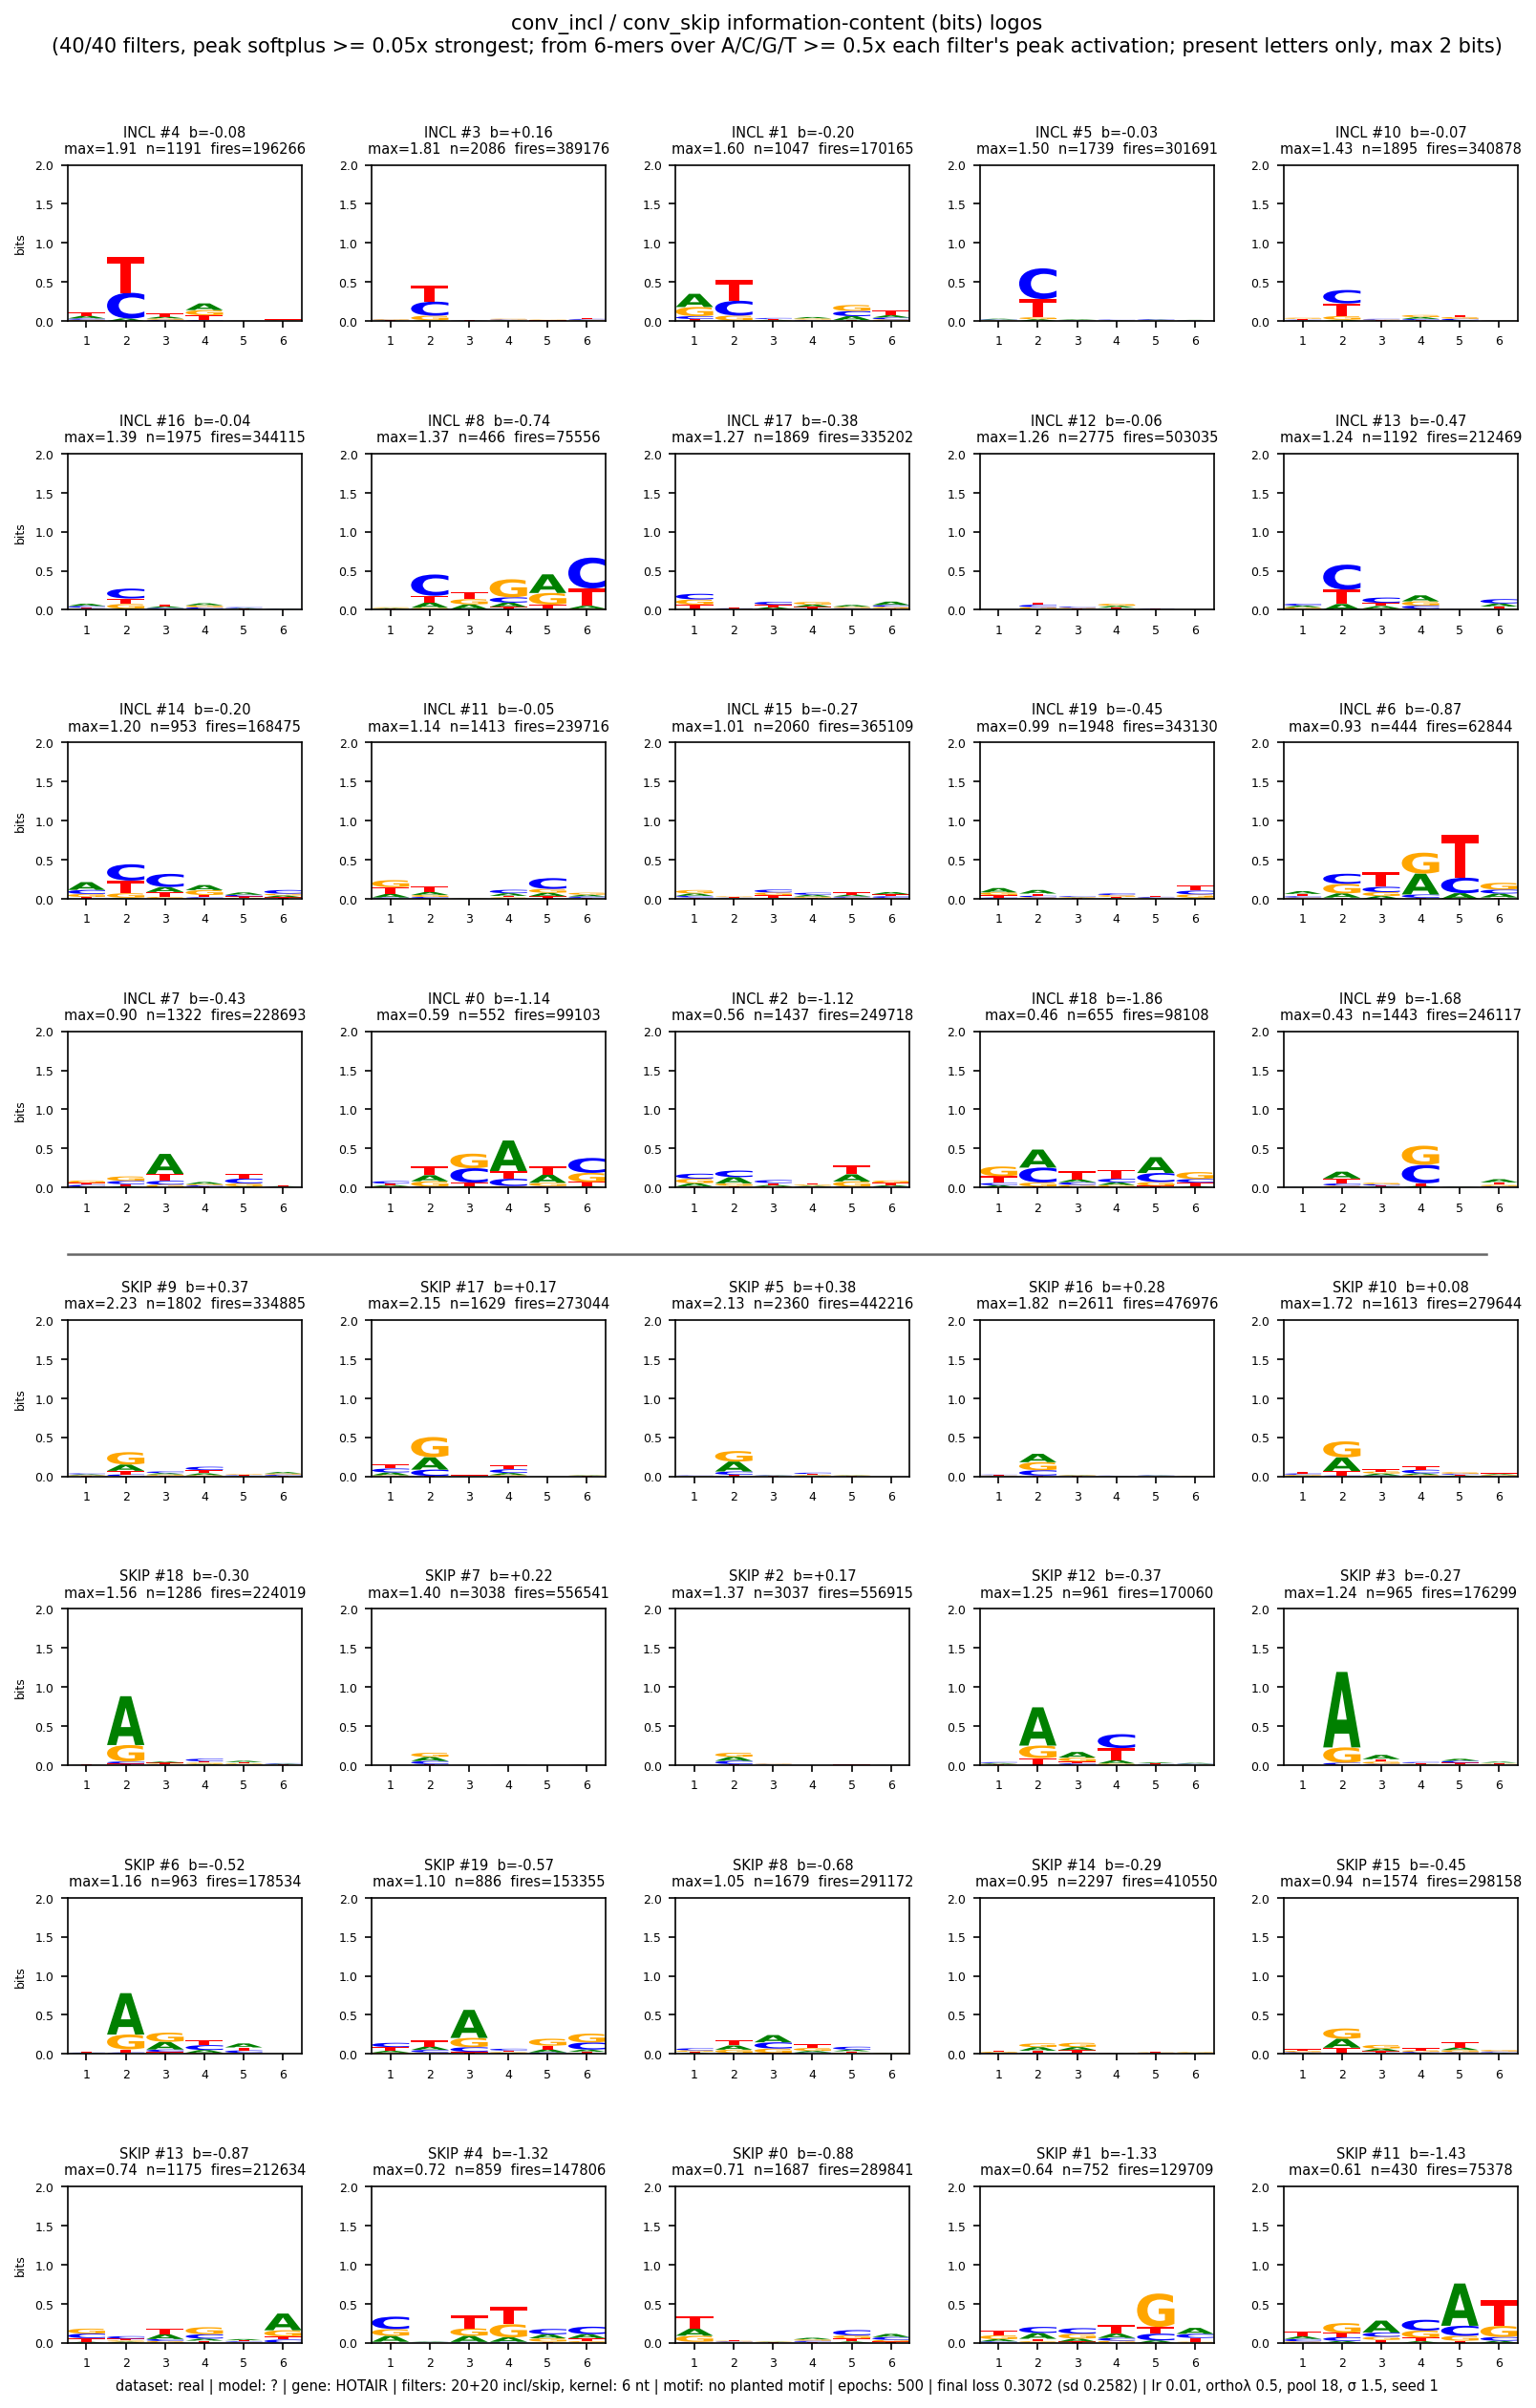 conv_incl / conv_skip information-content (bits) logos
(40/40 filters, peak softplus >= 0.05x strongest; from 6-mers over A/C/G/T >= 0.5x each filter's peak activation; present letters only, max 2 bits)
INCL #4 b=-0.08
max=1.91 n=1191 fires=196266
INCL #3 b=+0.16
max=1.81 n=2086 fires=389176
INCL #1 b=-0.20
max=1.60 n=1047 fires=170165
INCL #5 b=-0.03
max=1.50 n=1739 fires=301691
INCL #10 b=-0.07
max=1.43 n=1895 fires=340878
INCL #16 b=-0.04
max=1.39 n=1975 fires=344115
INCL #8 b=-0.74
max=1.37 n=466 fires=75556
INCL #17 b=-0.38
max=1.27 n=1869 fires=335202
INCL #12 b=-0.06
max=1.26 n=2775 fires=503035
INCL #13 b=-0.47
max=1.24 n=1192 fires=212469
INCL #14 b=-0.20
max=1.20 n=953 fires=168475
INCL #11 b=-0.05
max=1.14 n=1413 fires=239716
INCL #15 b=-0.27
max=1.01 n=2060 fires=365109
INCL #19 b=-0.45
max=0.99 n=1948 fires=343130
INCL #6 b=-0.87
max=0.93 n=444 fires=62844
INCL #7 b=-0.43
max=0.90 n=1322 fires=228693
INCL #0 b=-1.14
max=0.59 n=552 fires=99103
INCL #2 b=-1.12
max=0.56 n=1437 fires=249718
INCL #18 b=-1.86
max=0.46 n=655 fires=98108
INCL #9 b=-1.68
max=0.43 n=1443 fires=246117
SKIP #9 b=+0.37
max=2.23 n=1802 fires=334885
SKIP #17 b=+0.17
max=2.15 n=1629 fires=273044
SKIP #5 b=+0.38
max=2.13 n=2360 fires=442216
SKIP #16 b=+0.28
max=1.82 n=2611 fires=476976
SKIP #10 b=+0.08
max=1.72 n=1613 fires=279644
SKIP #18 b=-0.30
max=1.56 n=1286 fires=224019
SKIP #7 b=+0.22
max=1.40 n=3038 fires=556541
SKIP #2 b=+0.17
max=1.37 n=3037 fires=556915
SKIP #12 b=-0.37
max=1.25 n=961 fires=170060
SKIP #3 b=-0.27
max=1.24 n=965 fires=176299
SKIP #6 b=-0.52
max=1.16 n=963 fires=178534
SKIP #19 b=-0.57
max=1.10 n=886 fires=153355
SKIP #8 b=-0.68
max=1.05 n=1679 fires=291172
SKIP #14 b=-0.29
max=0.95 n=2297 fires=410550
SKIP #15 b=-0.45
max=0.94 n=1574 fires=298158
SKIP #13 b=-0.87
max=0.74 n=1175 fires=212634
SKIP #4 b=-1.32
max=0.72 n=859 fires=147806
SKIP #0 b=-0.88
max=0.71 n=1687 fires=289841
SKIP #1 b=-1.33
max=0.64 n=752 fires=129709
SKIP #11 b=-1.43
max=0.61 n=430 fires=75378
dataset: real | model: ? | gene: HOTAIR | filters: 20+20 incl/skip, kernel: 6 nt | motif: no planted motif | epochs: 500 | final loss 0.3072 (sd 0.2582) | lr 0.01, orthoλ 0.5, pool 18, σ 1.5, seed 1